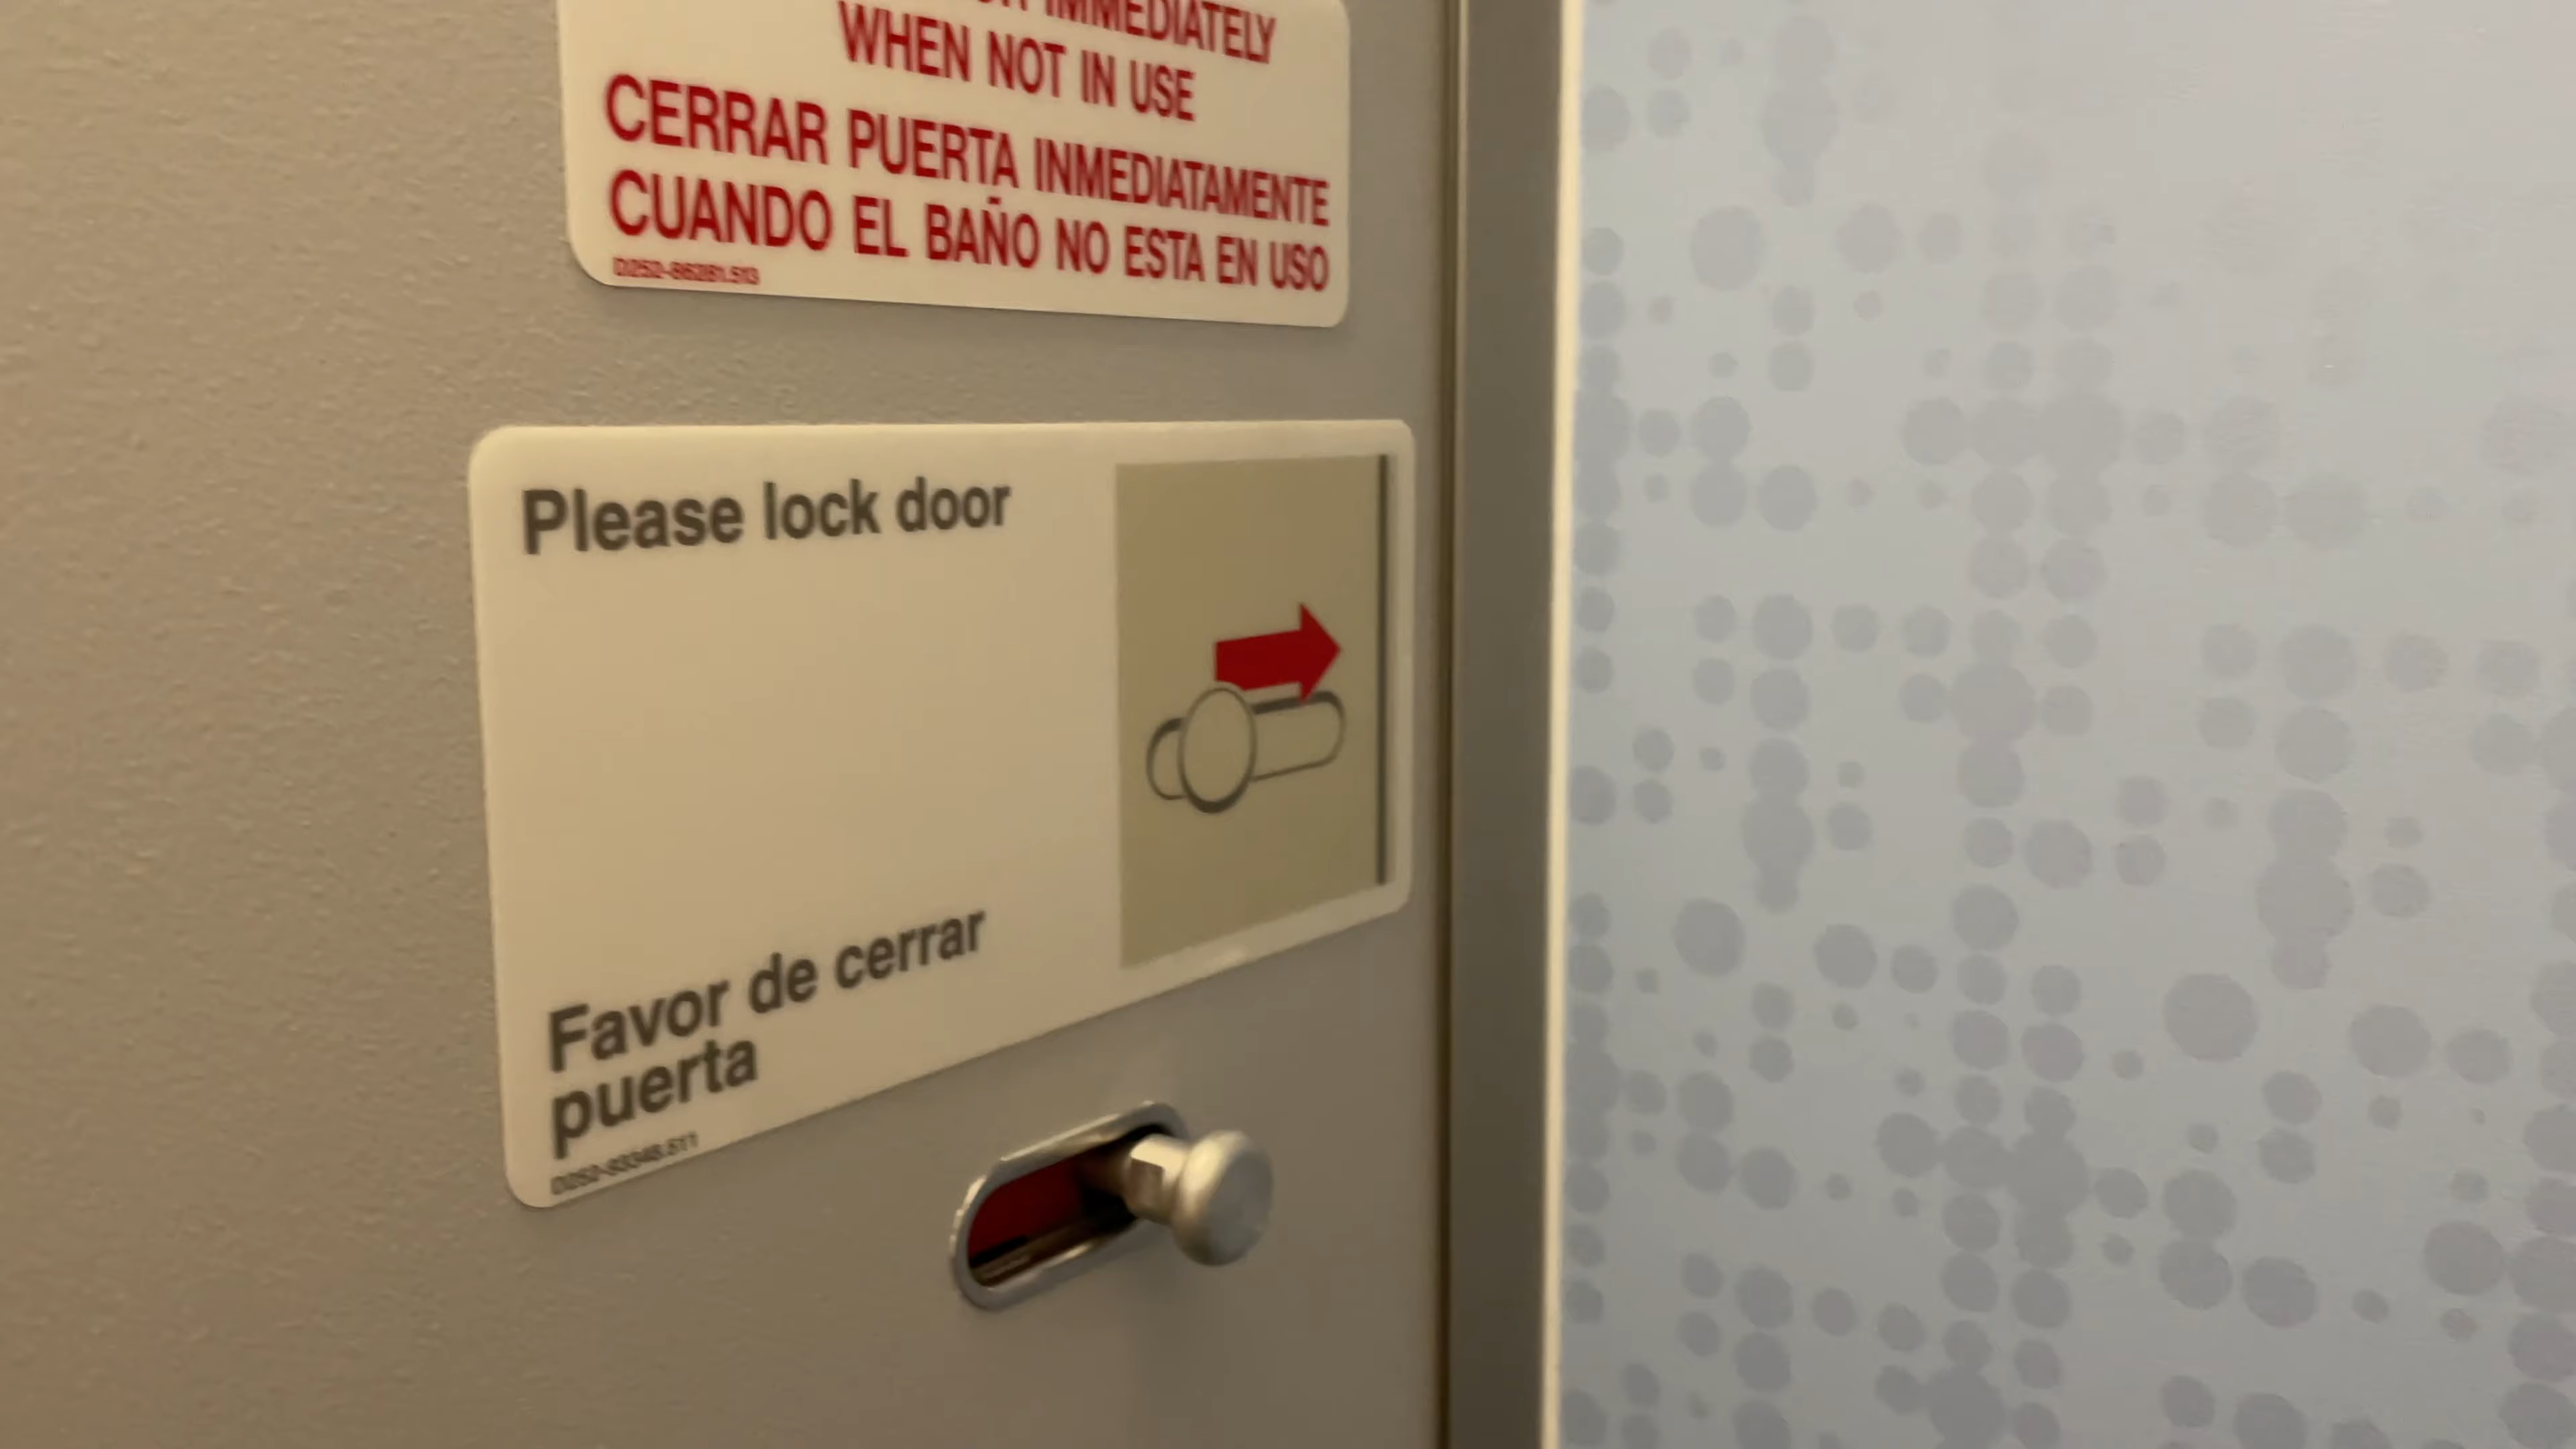 IMMEDIATELY
WHEN NOT IN USE
CERRAR PUERTA INMEDIATAMENTE
CUANDO EL BAÑO NO ESTA EN USO
Please lock door
Favor de cerrar
puerta